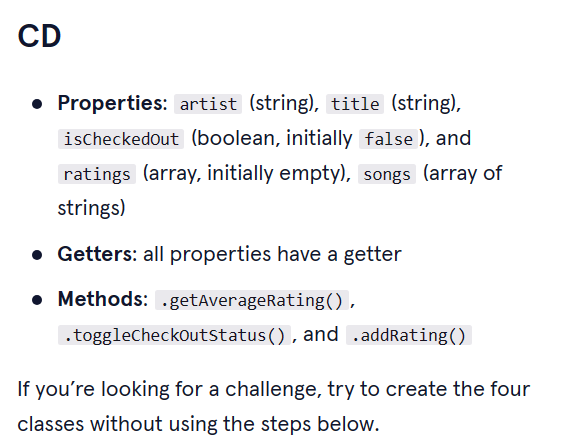 CD
● Properties: artist (string), title (string),
isCheckedOut (boolean, initially false), and
ratings (array, initially empty), songs (array of
strings)
● Getters: all properties have a getter
● Methods: .getAverageRating(),
.toggleCheckOutStatus(), and .addRating()
If you’re looking for a challenge, try to create the four
classes without using the steps below.